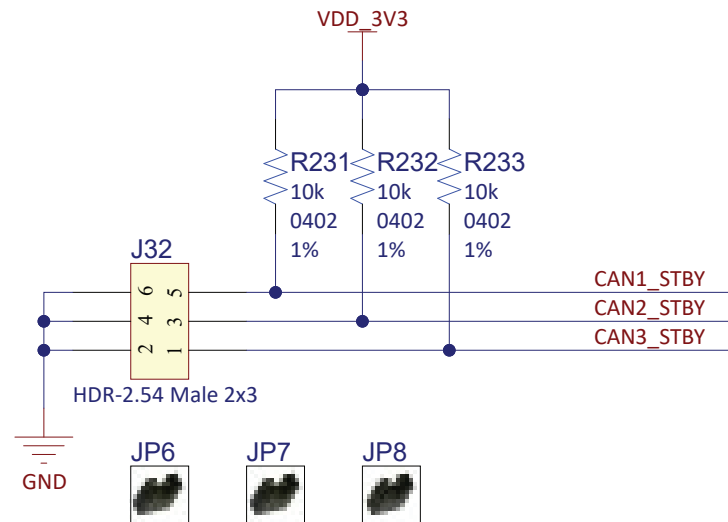 VDD_3V3
R231
10k
0402
1%
R232
10k
0402
1%
R233
10k
0402
1%
J32
6 5
4 3
2 1
CAN1_STBY
CAN2_STBY
CAN3_STBY
HDR-2.54 Male 2x3
GND
JP6
JP7
JP8